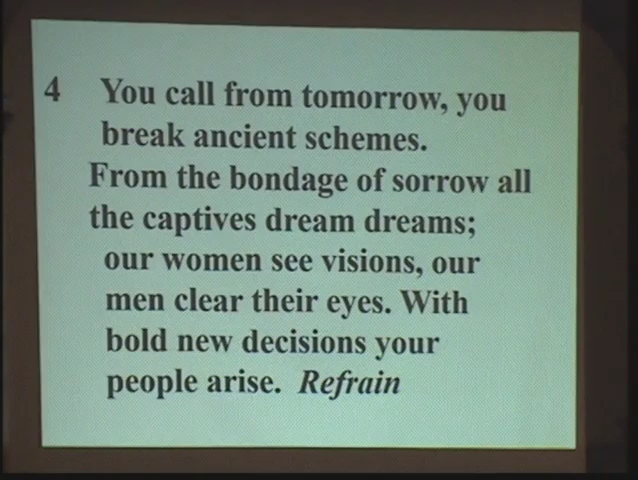 4 You call from tomorrow, you
break ancient schemes.
From the bondage of sorrow all
the captives dream dreams;
our women see visions, our
men clear their eyes. With
bold new decisions your
people arise. Refrain